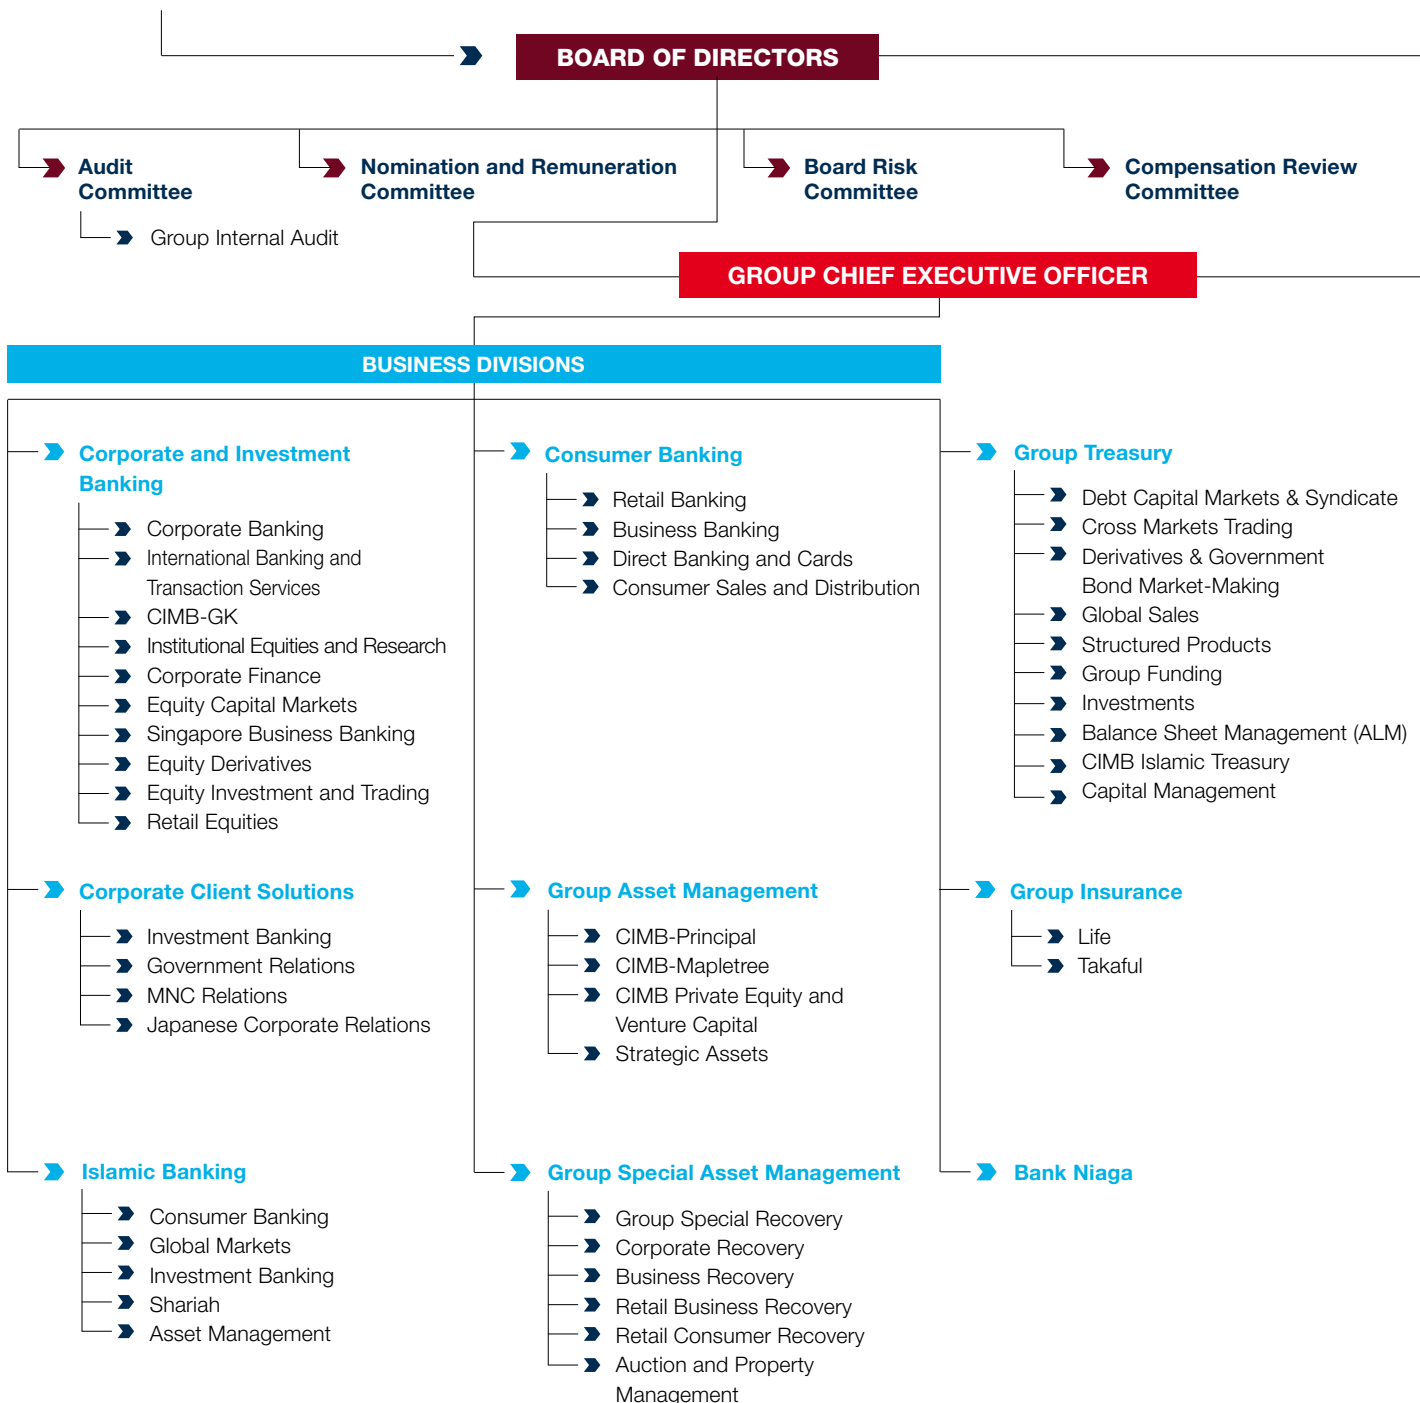 BOARD OF DIRECTORS
Audit
Committee
Group Internal Audit
Nomination and Remuneration
Committee
Board Risk
Committee
Compensation Review
Committee
GROUP CHIEF EXECUTIVE OFFICER
BUSINESS DIVISIONS
Corporate and Investment
Banking
Corporate Banking
International Banking and
Transaction Services
CIMB-GK
Institutional Equities and Research
Corporate Finance
Equity Capital Markets
Singapore Business Banking
Equity Derivatives
Equity Investment and Trading
Retail Equities
Consumer Banking
Retail Banking
Business Banking
Direct Banking and Cards
Consumer Sales and Distribution
Group Treasury
Debt Capital Markets & Syndicate
Cross Markets Trading
Derivatives & Government
Bond Market-Making
Global Sales
Structured Products
Group Funding
Investments
Balance Sheet Management (ALM)
CIMB Islamic Treasury
Capital Management
Corporate Client Solutions
Investment Banking
Government Relations
MNC Relations
Japanese Corporate Relations
Group Asset Management
CIMB-Principal
CIMB-Mapletree
CIMB Private Equity and
Venture Capital
Strategic Assets
Group Insurance
Life
Takaful
Islamic Banking
Consumer Banking
Global Markets
Investment Banking
Shariah
Asset Management
Group Special Asset Management
Group Special Recovery
Corporate Recovery
Business Recovery
Retail Business Recovery
Retail Consumer Recovery
Auction and Property
Management
Bank Niaga